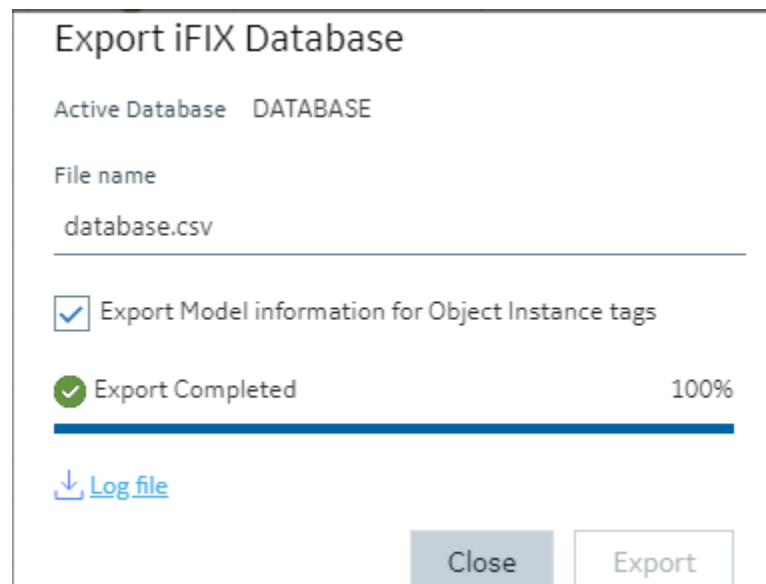 Export iFIX Database
Active Database DATABASE
File name
database.csv
Export Model information for Object Instance tags
Export Completed 100%
Log file
Close Export